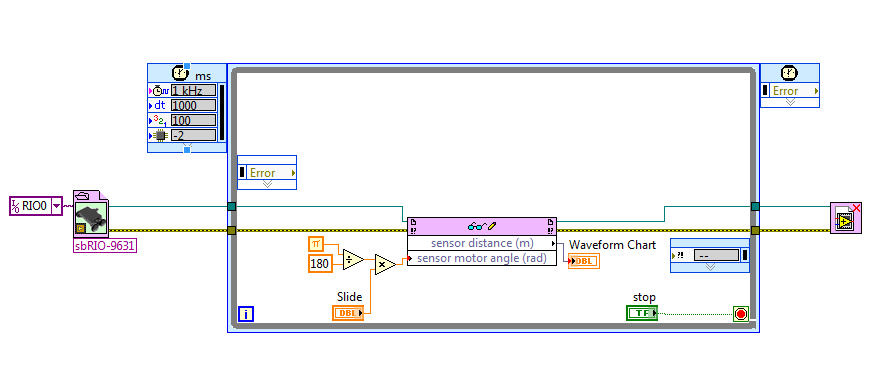 ms
1 kHz
dt 1000
321 100
-2
Error
Error
I/O RIO0
sbRIO-9631
sensor distance (m)
sensor motor angle (rad)
Waveform Chart
DBL
π
180
÷
×
?! --
Slide
DBL
stop
TF
i